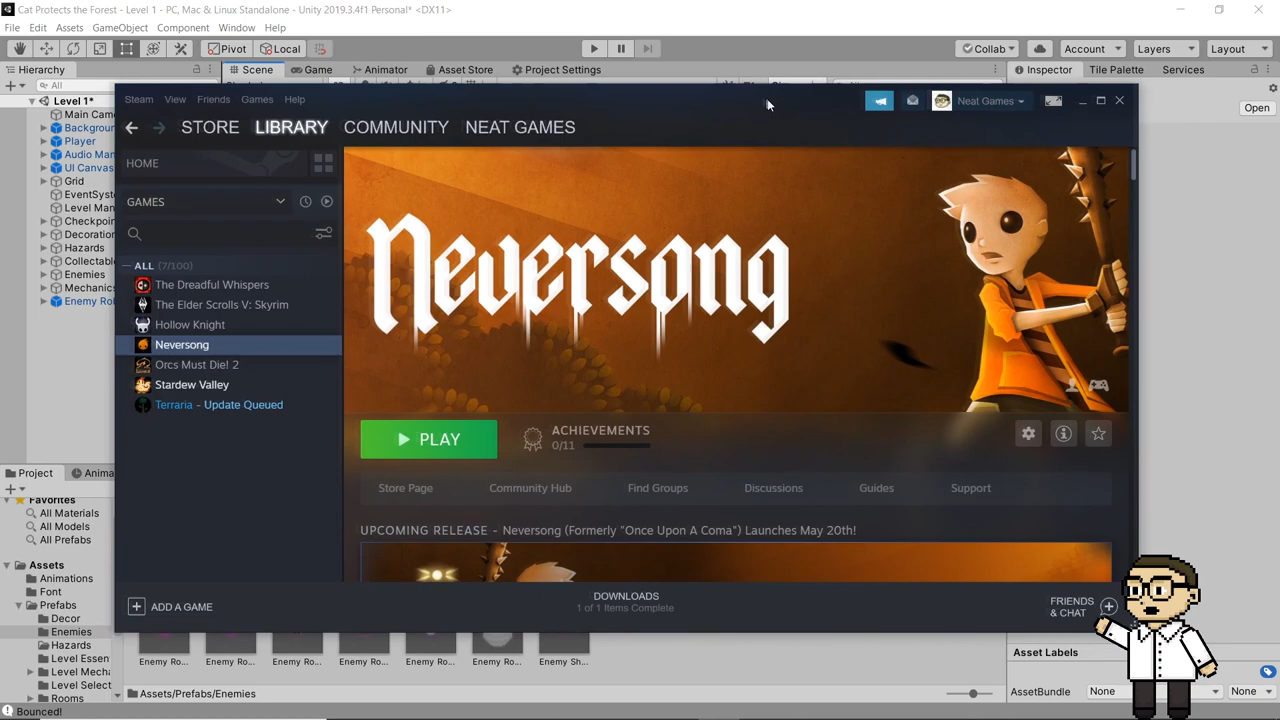 Cat Protects the Forest - Level 1 - PC, Mac & Linux Standalone - Unity 2019.3.4f1 Personal* <DX11>
File Edit Assets GameObject Component Window Help
Pivot Local Collab Account Layers Layout
Hierarchy Scene Game Animator Asset Store Project Settings Inspector Tile Palette Services
All
Level 1*
Open
Main Came
Backgroun
Player
Audio Man
UI Canvas
Grid
EventSyste
Level Man
Checkpoin
Decoration
Hazards
Collectabl
Enemies
Mechanics
Enemy Rol
Steam View Friends Games Help
Neat Games
STORE LIBRARY COMMUNITY NEAT GAMES
HOME
GAMES
ALL (7/100)
The Dreadful Whispers
The Elder Scrolls V: Skyrim
Hollow Knight
Neversong
Orcs Must Die! 2
Stardew Valley
Terraria - Update Queued
Neversong
PLAY
ACHIEVEMENTS
0/11
Store Page Community Hub Find Groups Discussions Guides Support
UPCOMING RELEASE - Neversong (Formerly "Once Upon A Coma") Launches May 20th!
ADD A GAME
DOWNLOADS
1 of 1 Items Complete
FRIENDS
& CHAT
Project Anima
Favorites
All Materials
All Models
All Prefabs
Assets
Animations
Font
Prefabs
Decor
Enemies
Hazards
Level Essen
Level Mecha
Level Select
Rooms
Enemy Ro... Enemy Ro... Enemy Ro... Enemy Ro... Enemy Ro... Enemy Ro... Enemy Sh...
Assets/Prefabs/Enemies
Asset Labels
AssetBundle None None
Bounced!